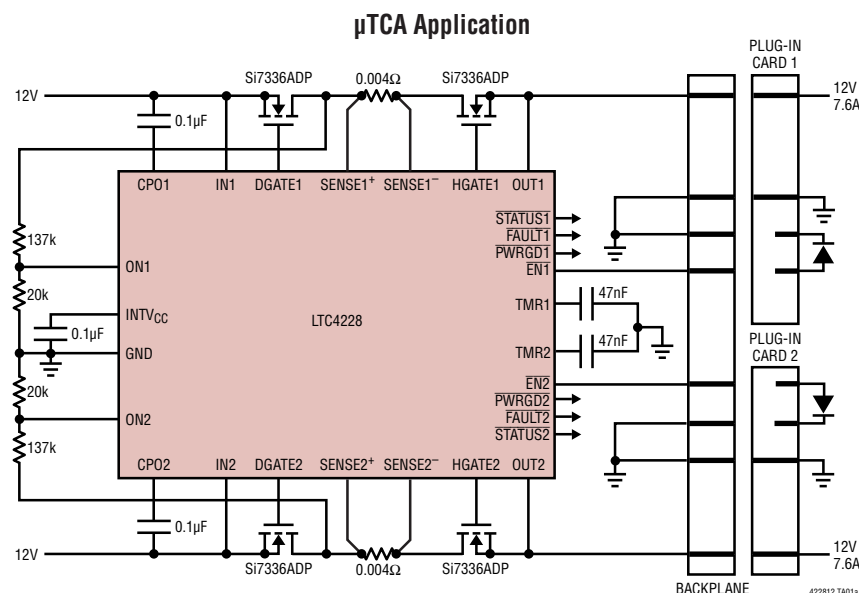 µTCA Application
PLUG-IN
CARD 1
Si7336ADP
0.004Ω
Si7336ADP
12V
12V
7.6A
0.1µF
CPO1
IN1
DGATE1
SENSE1+
SENSE1–
HGATE1
OUT1
STATUS1
FAULT1
PWRGD1
EN1
137k
ON1
20k
INTVCC
0.1µF
GND
LTC4228
TMR1
47nF
TMR2
47nF
PLUG-IN
CARD 2
20k
ON2
137k
EN2
PWRGD2
FAULT2
STATUS2
CPO2
IN2
DGATE2
SENSE2+
SENSE2–
HGATE2
OUT2
0.1µF
12V
12V
7.6A
Si7336ADP
0.004Ω
Si7336ADP
BACKPLANE
422812 TA01a